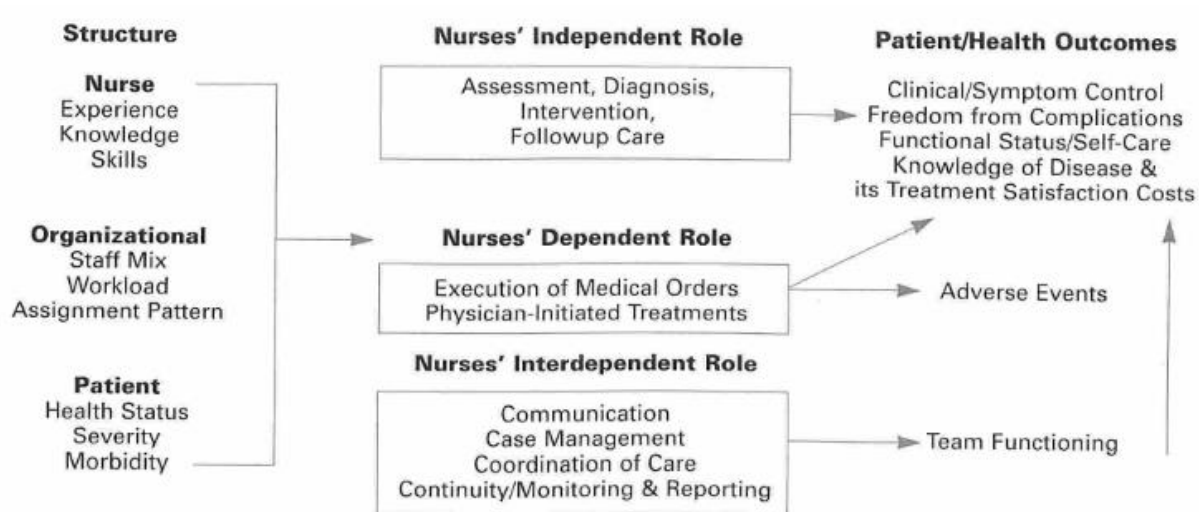 Structure
Nurse
Experience
Knowledge
Skills
Organizational
Staff Mix
Workload
Assignment Pattern
Patient
Health Status
Severity
Morbidity
Nurses' Independent Role
Assessment, Diagnosis,
Intervention,
Followup Care
Nurses' Dependent Role
Execution of Medical Orders
Physician-Initiated Treatments
Nurses' Interdependent Role
Communication
Case Management
Coordination of Care
Continuity/Monitoring & Reporting
Patient/Health Outcomes
Clinical/Symptom Control
Freedom from Complications
Functional Status/Self-Care
Knowledge of Disease &
its Treatment Satisfaction Costs
Adverse Events
Team Functioning